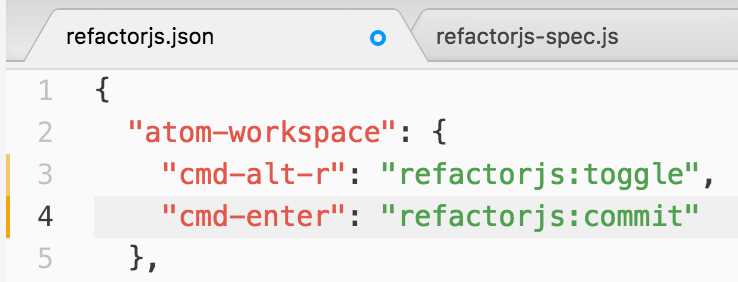 refactorjs.json refactorjs-spec.js
1 {
2 "atom-workspace": {
3 "cmd-alt-r": "refactorjs:toggle",
4 "cmd-enter": "refactorjs:commit"
5 },